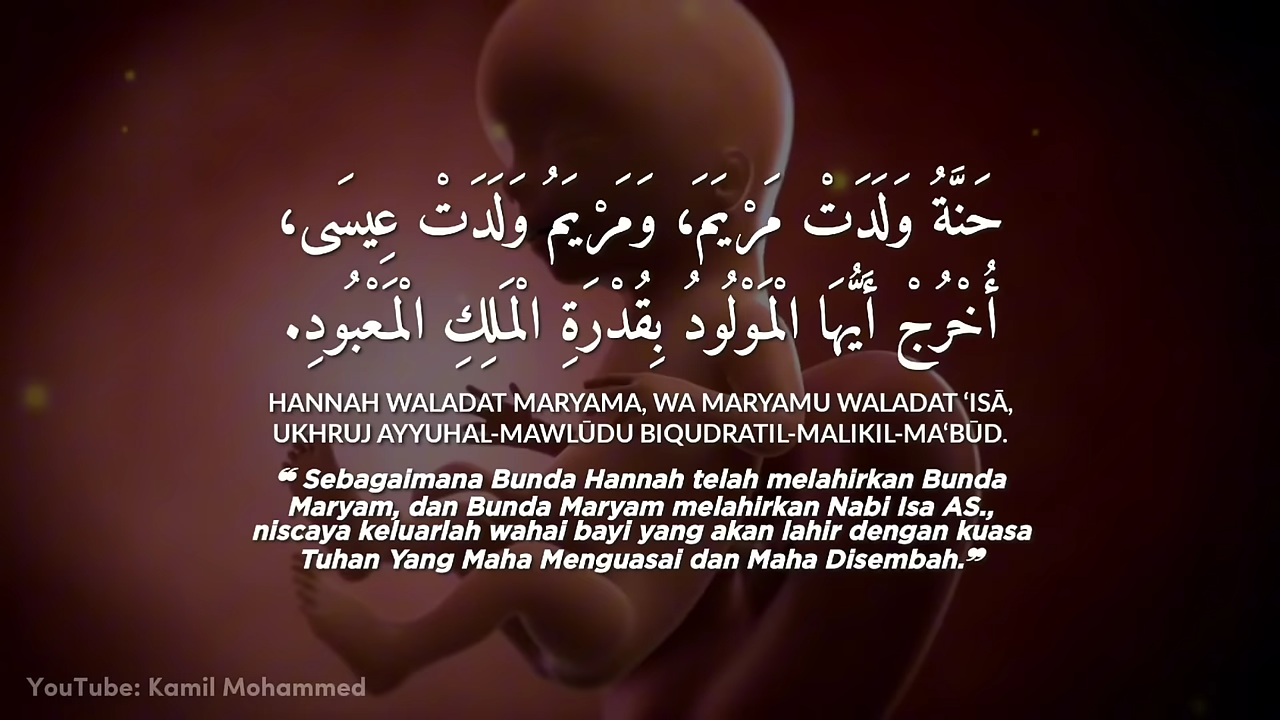 حَنَّةُ وَلَدَتْ مَرْيَمَ، وَمَرْيَمُ وَلَدَتْ عِيسَى،
أُخْرُجْ أَيُّهَا الْمَوْلُودُ بِقُدْرَةِ الْمَلِكِ الْمَعْبُودِ.
HANNAH WALADAT MARYAMA, WA MARYAMU WALADAT ‘ISĀ,
UKHRUJ AYYUHAL-MAWLŪDU BIQUDRATIL-MALIKIL-MA‘BŪD.
❝ Sebagaimana Bunda Hannah telah melahirkan Bunda
Maryam, dan Bunda Maryam melahirkan Nabi Isa AS.,
niscaya keluarlah wahai bayi yang akan lahir dengan kuasa
Tuhan Yang Maha Menguasai dan Maha Disembah.❞
YouTube: Kamil Mohammed